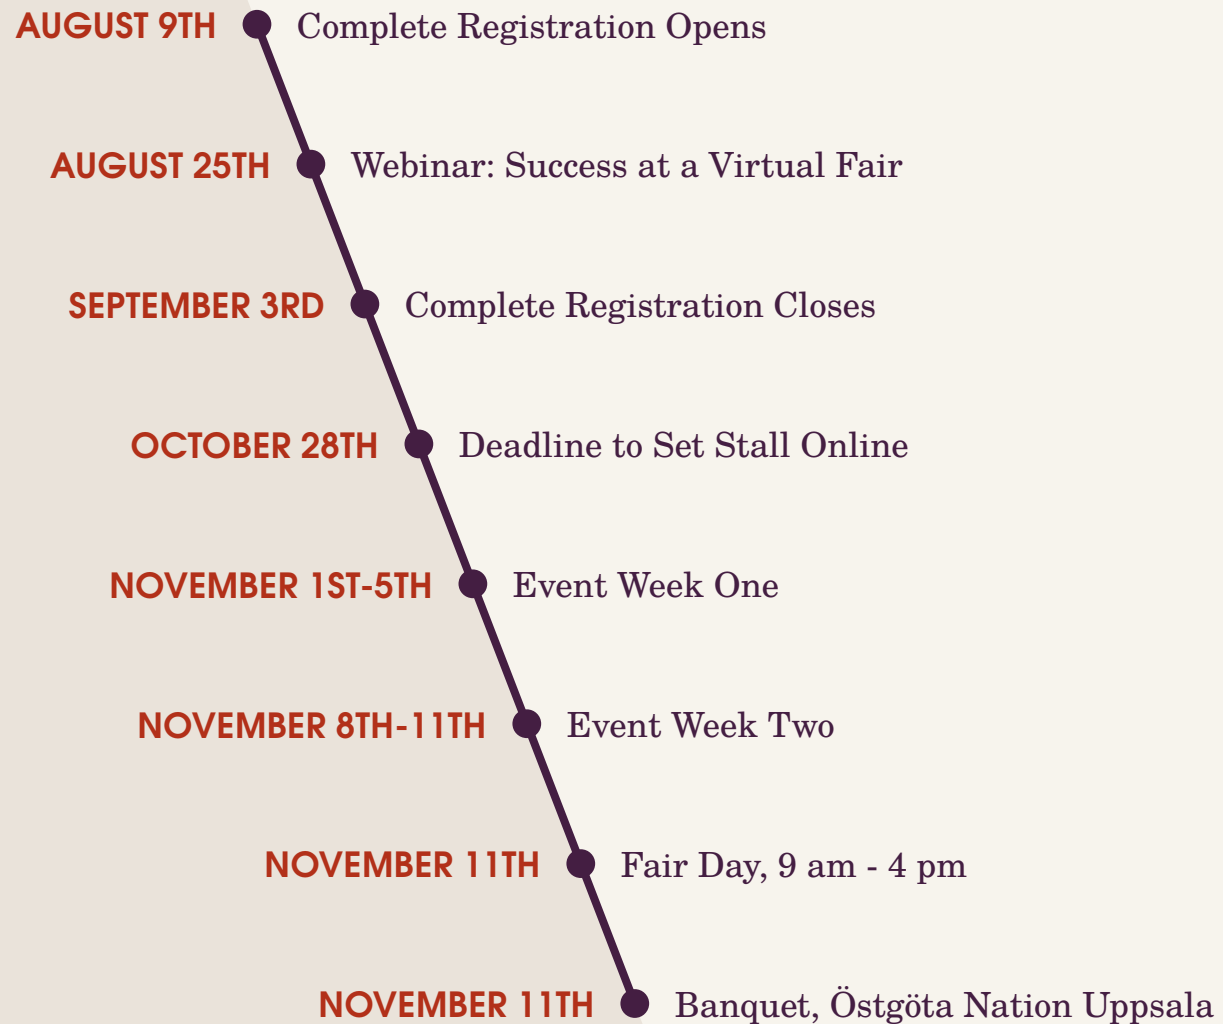 AUGUST 9TH Complete Registration Opens
AUGUST 25TH Webinar: Success at a Virtual Fair
SEPTEMBER 3RD Complete Registration Closes
OCTOBER 28TH Deadline to Set Stall Online
NOVEMBER 1ST-5TH Event Week One
NOVEMBER 8TH-11TH Event Week Two
NOVEMBER 11TH Fair Day, 9 am - 4 pm
NOVEMBER 11TH Banquet, Östgöta Nation Uppsala